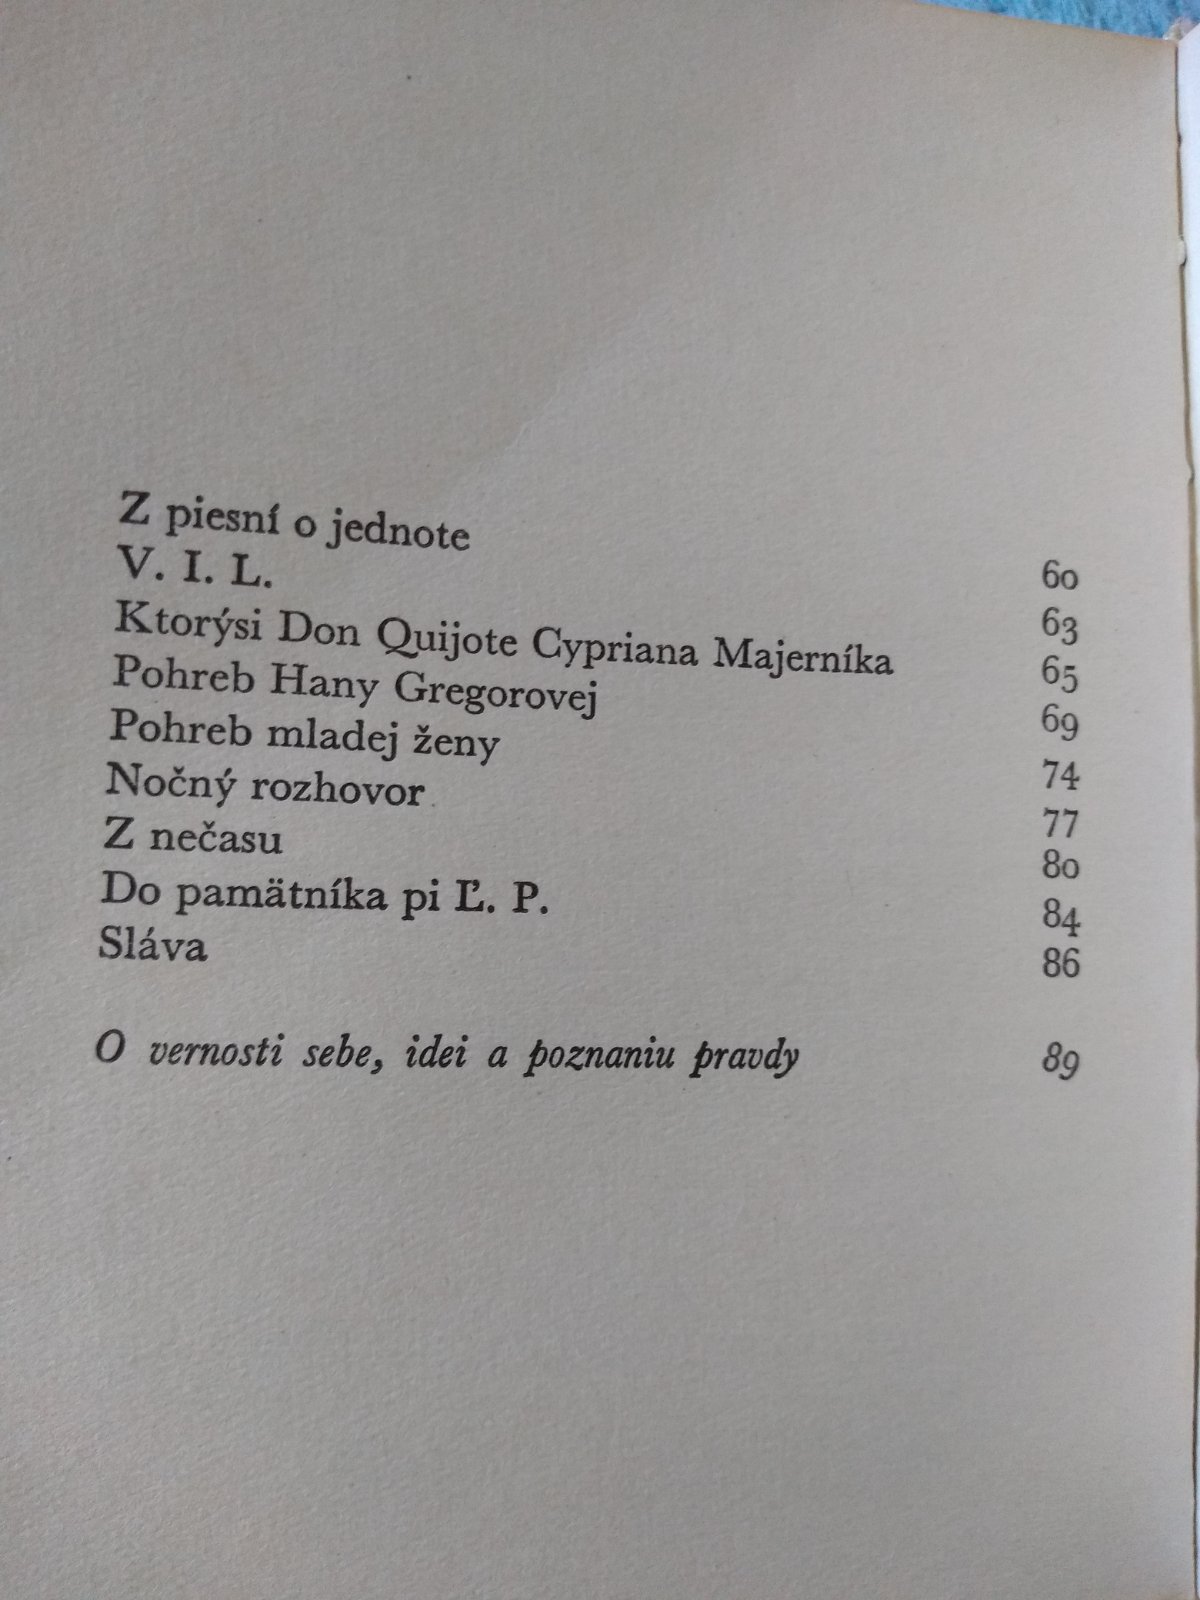 Z piesní o jednote 60
V. I. L. 63
Ktorýsi Don Quijote Cypriana Majerníka 65
Pohreb Hany Gregorovej 69
Pohreb mladej ženy 74
Nočný rozhovor 77
Z nečasu 80
Do pamätníka pi Ľ. P. 84
Sláva 86
O vernosti sebe, idei a poznaniu pravdy 89